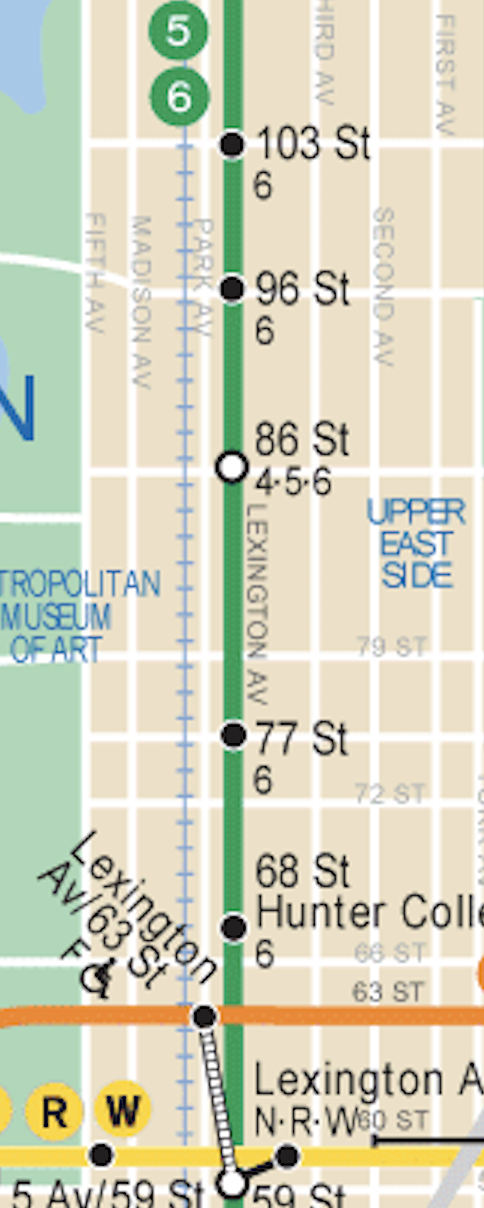 5
6
HIRD AV
FIRST AV
103 St
6
FIFTH AV
MADISON AV
PARK AV
SECOND AV
96 St
6
N
86 St
4·5·6
LEXINGTON AV
UPPER
EAST
SIDE
TROPOLITAN
MUSEUM
OF ART
79 ST
77 St
6
72 ST
68 St
Hunter Colle
6
Lexington
Av/63 St
F
66 ST
63 ST
Lexington A
N·R·W
60 ST
R
W
5 Av/59 St
59 St